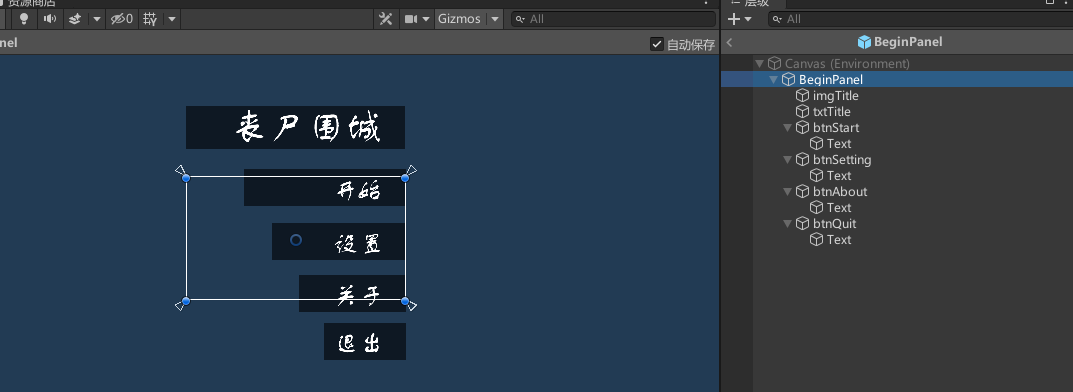 资源商店
0
Gizmos
All
nel
自动保存
丧尸围城
开始
设置
关于
退出
层级
All
BeginPanel
Canvas (Environment)
BeginPanel
imgTitle
txtTitle
btnStart
Text
btnSetting
Text
btnAbout
Text
btnQuit
Text